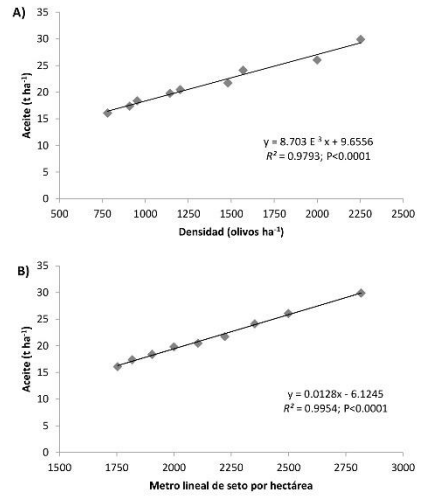 A)
35
30
25
20
15
10
5
0
Aceite (t ha⁻¹)
y = 8.703 E ³ x + 9.6556
R² = 0.9793; P<0.0001
500 750 1000 1250 1500 1750 2000 2250 2500
Densidad (olivos ha⁻¹)
B)
35
30
25
20
15
10
5
0
Aceite (t ha⁻¹)
y = 0.0128x - 6.1245
R² = 0.9954; P<0.0001
1500 1750 2000 2250 2500 2750 3000
Metro lineal de seto por hectárea